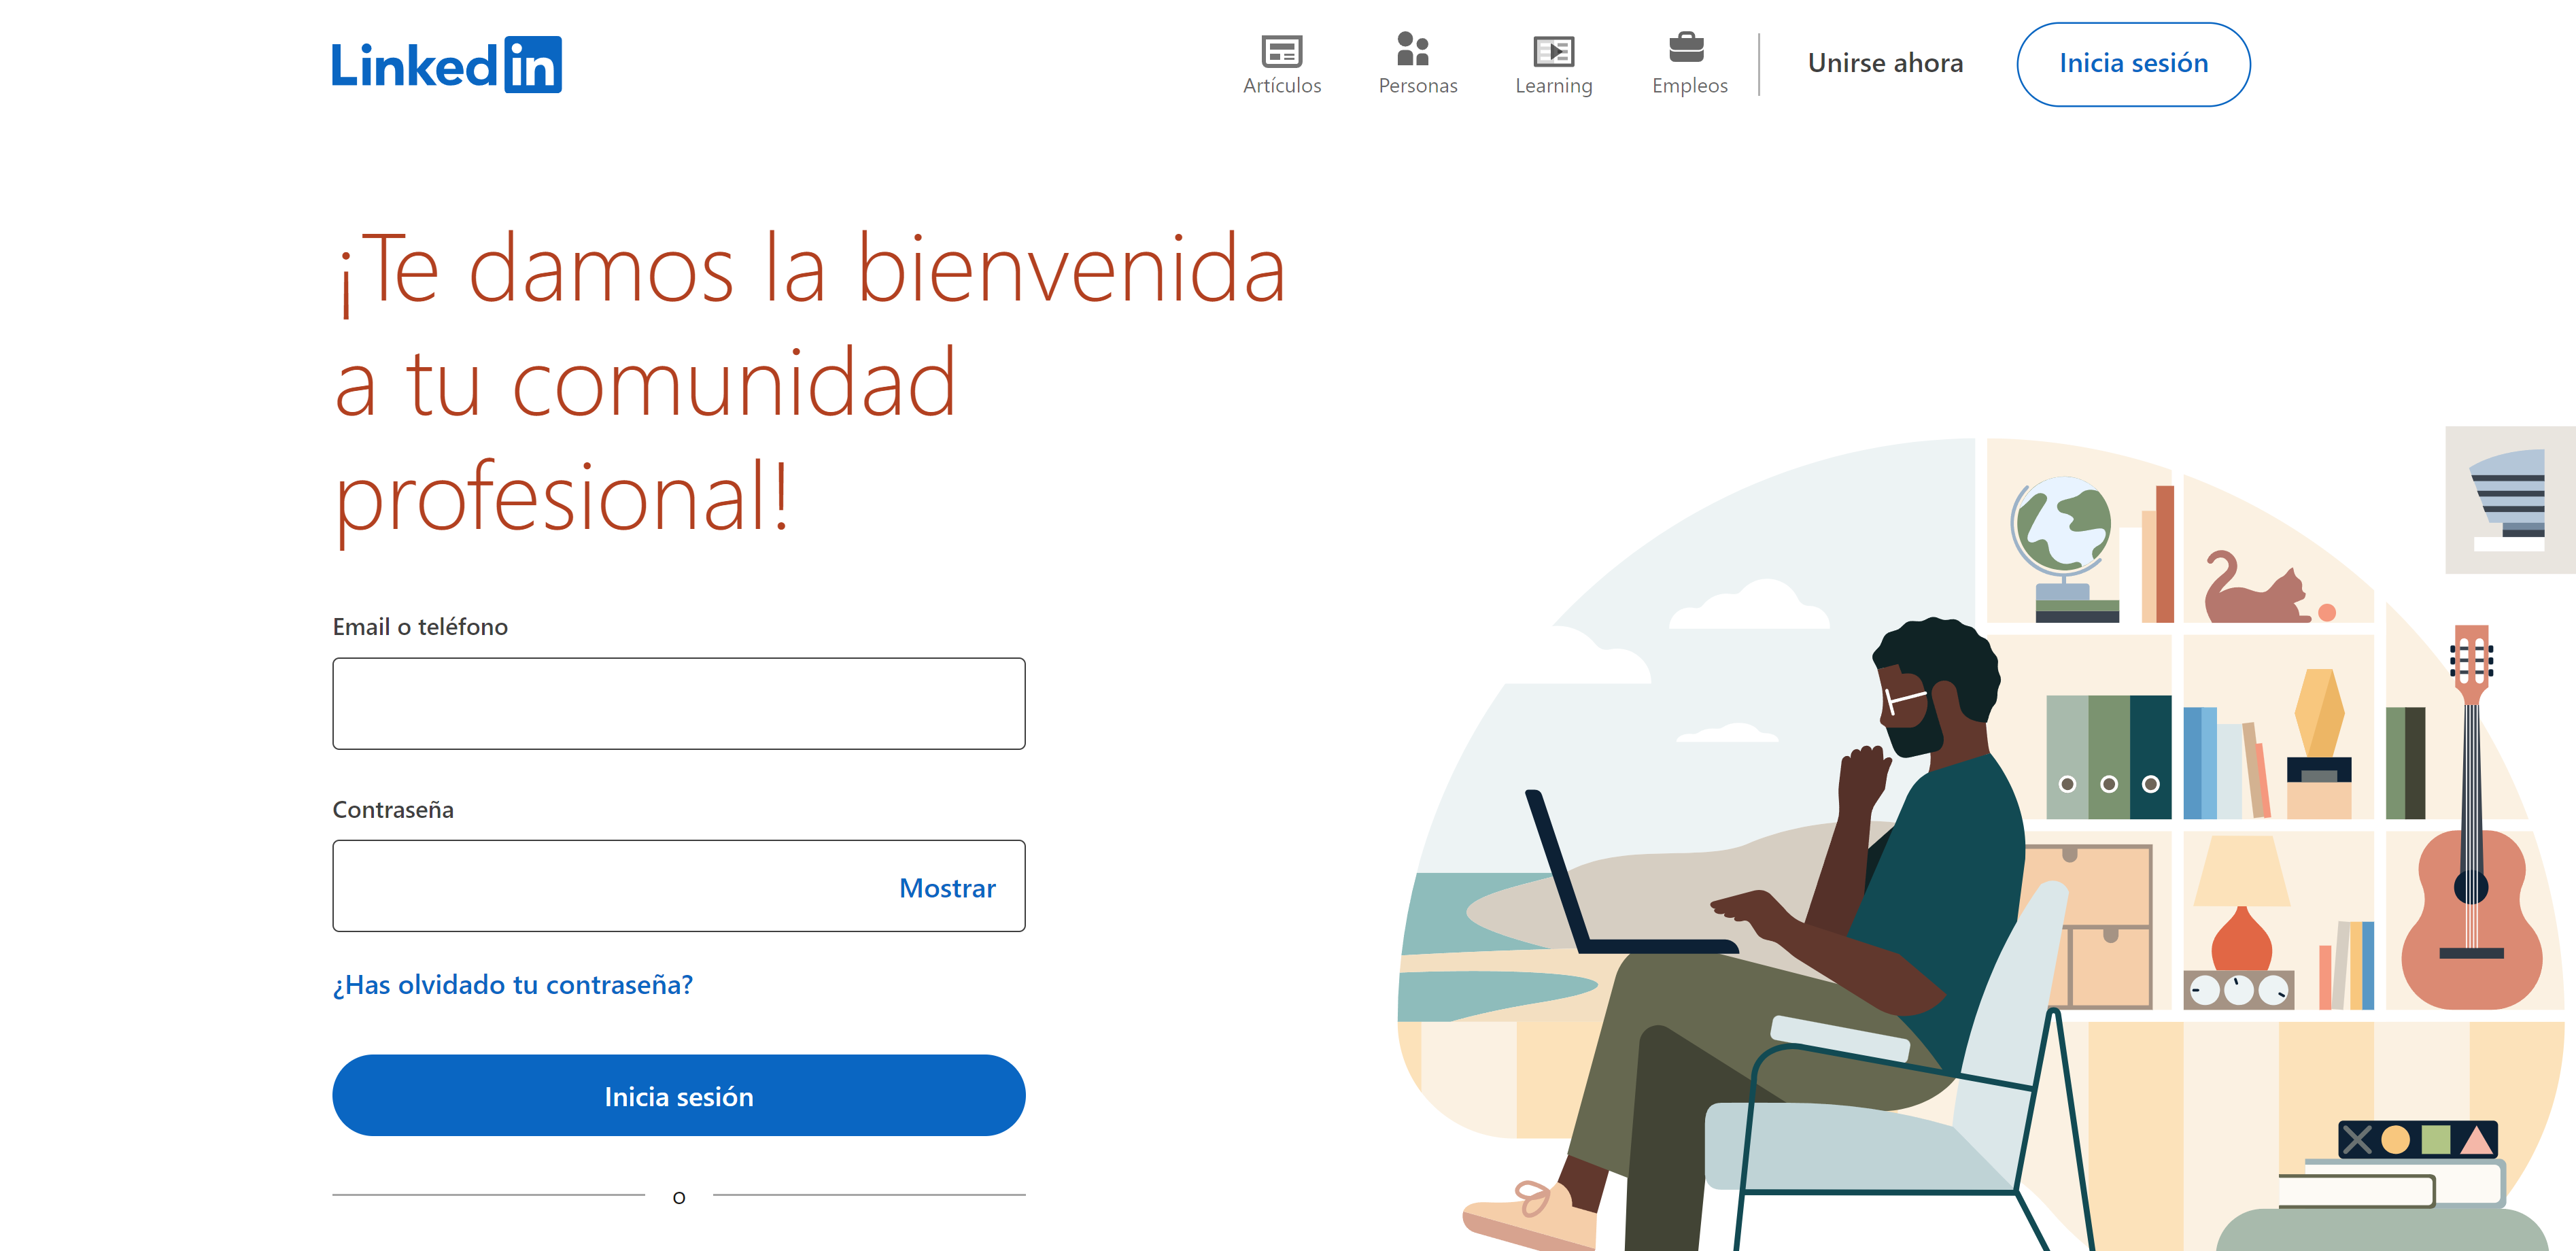 Linkedin
Artículos
Personas
Learning
Empleos
Unirse ahora
Inicia sesión
¡Te damos la bienvenida
a tu comunidad
profesional!
Email o teléfono
Contraseña
Mostrar
¿Has olvidado tu contraseña?
Inicia sesión
o